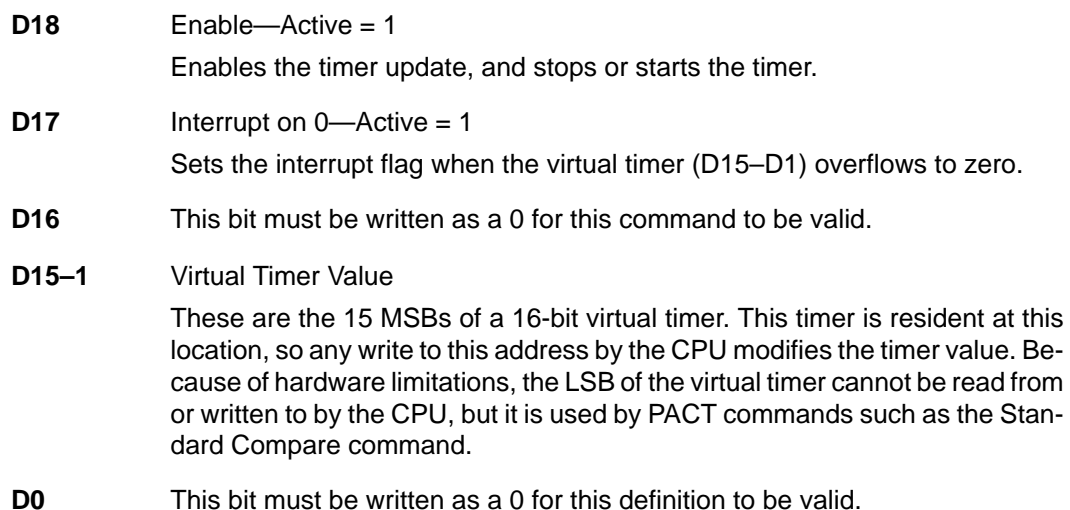 D18 Enable—Active = 1
Enables the timer update, and stops or starts the timer.
D17 Interrupt on 0—Active = 1
Sets the interrupt flag when the virtual timer (D15–D1) overflows to zero.
D16 This bit must be written as a 0 for this command to be valid.
D15–1 Virtual Timer Value
These are the 15 MSBs of a 16-bit virtual timer. This timer is resident at this
location, so any write to this address by the CPU modifies the timer value. Be-
cause of hardware limitations, the LSB of the virtual timer cannot be read from
or written to by the CPU, but it is used by PACT commands such as the Stan-
dard Compare command.
D0 This bit must be written as a 0 for this definition to be valid.